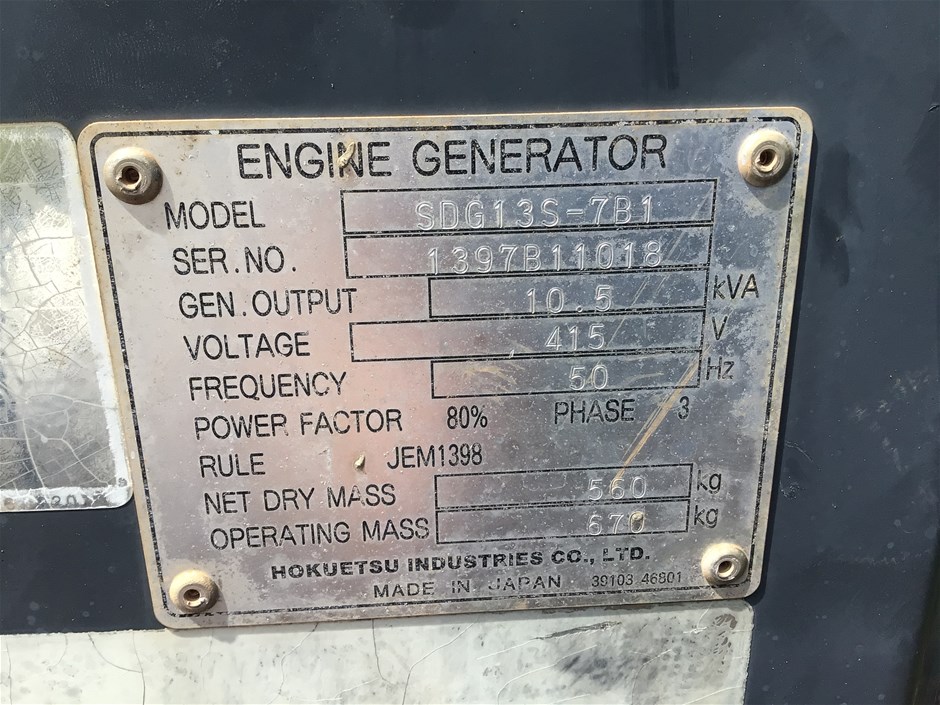 ENGINE GENERATOR
MODEL SDG13S-7B1
SER.NO. 1397B11018
GEN.OUTPUT 10.5 kVA
VOLTAGE 415 V
FREQUENCY 50 Hz
POWER FACTOR 80% PHASE 3
RULE JEM1398
NET DRY MASS 560 kg
OPERATING MASS 670 kg
HOKUETSU INDUSTRIES CO., LTD.
MADE IN JAPAN 39103 46801